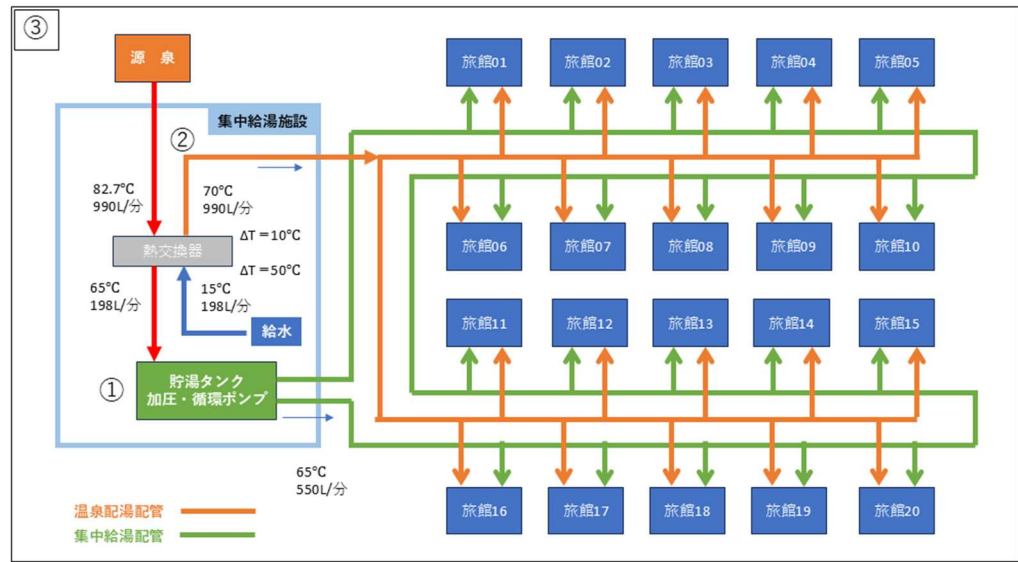 ③
源　泉
旅館01
旅館02
旅館03
旅館04
旅館05
集中給湯施設
②
82.7℃
990L/分
70℃
990L/分
熱交換器
ΔT＝10℃
ΔT＝50℃
65℃
198L/分
15℃
198L/分
給水
旅館06
旅館07
旅館08
旅館09
旅館10
旅館11
旅館12
旅館13
旅館14
旅館15
①
貯湯タンク
加圧・循環ポンプ
65℃
550L/分
温泉配湯配管
集中給湯配管
旅館16
旅館17
旅館18
旅館19
旅館20